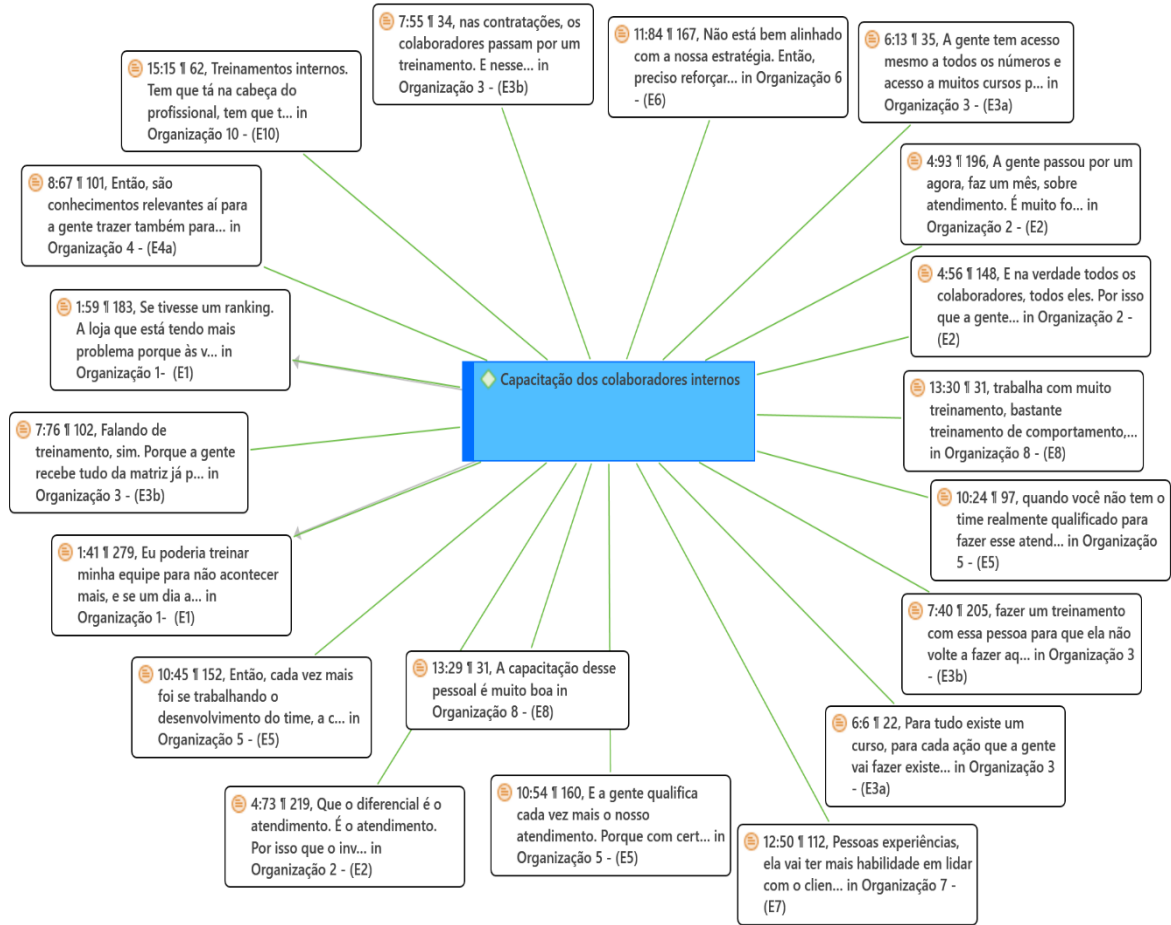 7:55 ¶ 34, nas contratações, os
colaboradores passam por um
treinamento. E nesse... in
Organização 3 - (E3b)
11:84 ¶ 167, Não está bem alinhado
com a nossa estratégia. Então,
preciso reforçar... in Organização 6
- (E6)
6:13 ¶ 35, A gente tem acesso
mesmo a todos os números e
acesso a muitos cursos p... in
Organização 3 - (E3a)
15:15 ¶ 62, Treinamentos internos.
Tem que tá na cabeça do
profissional, tem que t... in
Organização 10 - (E10)
4:93 ¶ 196, A gente passou por um
agora, faz um mês, sobre
atendimento. É muito fo... in
Organização 2 - (E2)
8:67 ¶ 101, Então, são
conhecimentos relevantes aí para
a gente trazer também para... in
Organização 4 - (E4a)
4:56 ¶ 148, E na verdade todos os
colaboradores, todos eles. Por isso
que a gente... in Organização 2 -
(E2)
1:59 ¶ 183, Se tivesse um ranking.
A loja que está tendo mais
problema porque às v... in
Organização 1- (E1)
Capacitação dos colaboradores internos
13:30 ¶ 31, trabalha com muito
treinamento, bastante
treinamento de comportamento,...
in Organização 8 - (E8)
7:76 ¶ 102, Falando de
treinamento, sim. Porque a gente
recebe tudo da matriz já p... in
Organização 3 - (E3b)
10:24 ¶ 97, quando você não tem o
time realmente qualificado para
fazer esse atend... in Organização
5 - (E5)
1:41 ¶ 279, Eu poderia treinar
minha equipe para não acontecer
mais, e se um dia a... in
Organização 1- (E1)
7:40 ¶ 205, fazer um treinamento
com essa pessoa para que ela não
volte a fazer aq... in Organização 3
- (E3b)
10:45 ¶ 152, Então, cada vez mais
foi se trabalhando o
desenvolvimento do time, a c... in
Organização 5 - (E5)
13:29 ¶ 31, A capacitação desse
pessoal é muito boa in
Organização 8 - (E8)
6:6 ¶ 22, Para tudo existe um
curso, para cada ação que a gente
vai fazer existe... in Organização 3
- (E3a)
4:73 ¶ 219, Que o diferencial é o
atendimento. É o atendimento.
Por isso que o inv... in
Organização 2 - (E2)
10:54 ¶ 160, E a gente qualifica
cada vez mais o nosso
atendimento. Porque com cert... in
Organização 5 - (E5)
12:50 ¶ 112, Pessoas experiências,
ela vai ter mais habilidade em lidar
com o clien... in Organização 7 -
(E7)